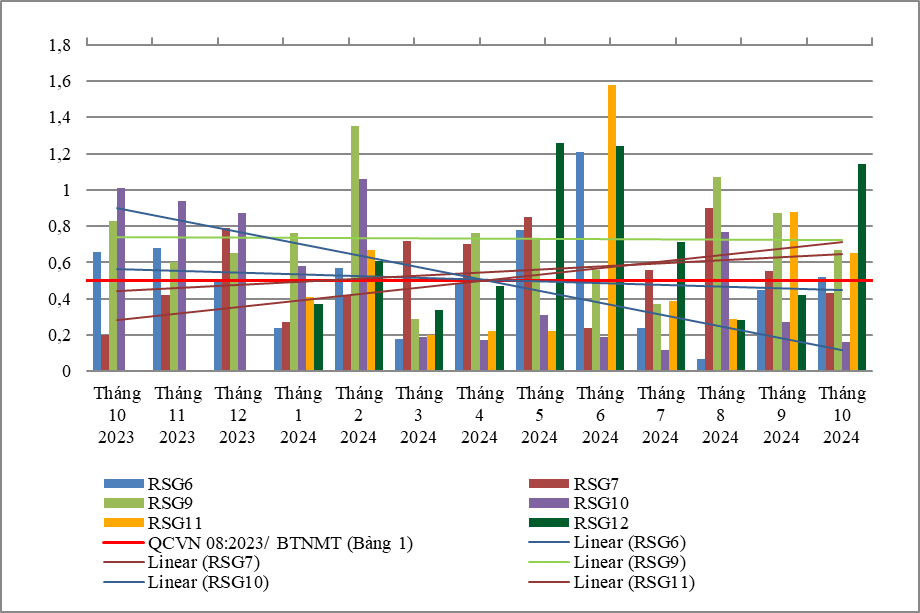 1,8
1,6
1,4
1,2
1
0,8
0,6
0,4
0,2
0
Tháng Tháng Tháng Tháng Tháng Tháng Tháng Tháng Tháng Tháng Tháng Tháng Tháng
10 11 12 1 2 3 4 5 6 7 8 9 10
2023 2023 2023 2024 2024 2024 2024 2024 2024 2024 2024 2024 2024
RSG6 RSG7
RSG9 RSG10
RSG11 RSG12
QCVN 08:2023/ BTNMT (Bảng 1) Linear (RSG6)
Linear (RSG7) Linear (RSG9)
Linear (RSG10) Linear (RSG11)